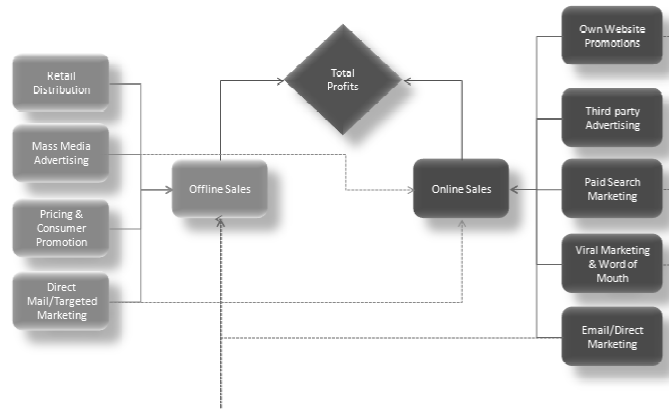 Retail
Distribution
Mass Media
Advertising
Pricing &
Consumer
Promotion
Direct
Mail/Targeted
Marketing
Offline Sales
Total
Profits
Online Sales
Own Website
Promotions
Third party
Advertising
Paid Search
Marketing
Viral Marketing
& Word of
Mouth
Email/Direct
Marketing